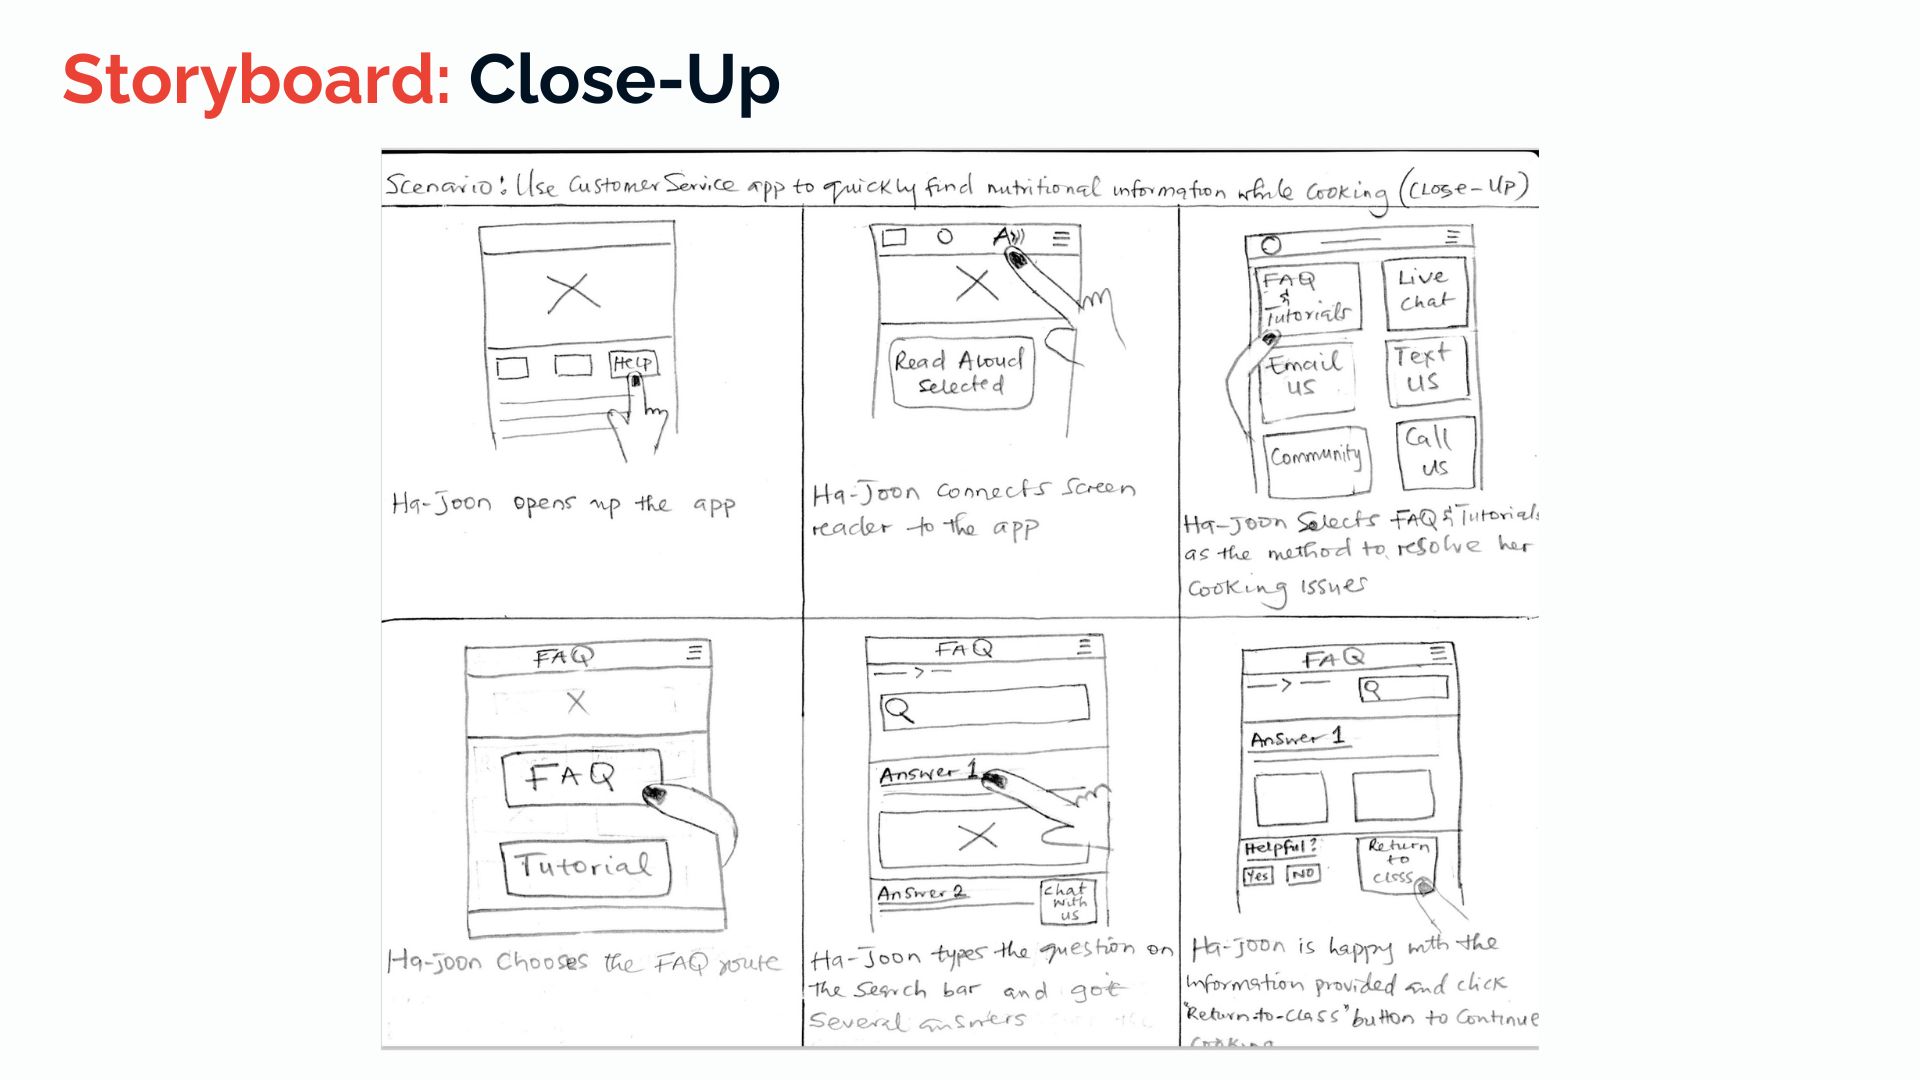 Storyboard: Close-Up
Scenario: Use Customer Service app to quickly find nutritional information while cooking (Close-Up)
Help
Ha-Joon opens up the app
A
Read Aloud
selected
Ha-Joon connects screen
reader to the app
FAQ
&
Tutorials
Live
chat
Email
us
Text
us
Community
Call
us
Ha-Joon Selects FAQ & Tutorials
as the method to resolve her
cooking issues
FAQ
FAQ
Tutorial
Ha-Joon Chooses the FAQ route
FAQ
Answer 1
Answer 2
Chat
with
us
Ha-Joon types the question on
the search bar and got
several answers
FAQ
Answer 1
Helpful?
Yes
NO
Return
to
class
Ha-Joon is happy with the
information provided and click
"Return-to-Class" button to Continue
cooking